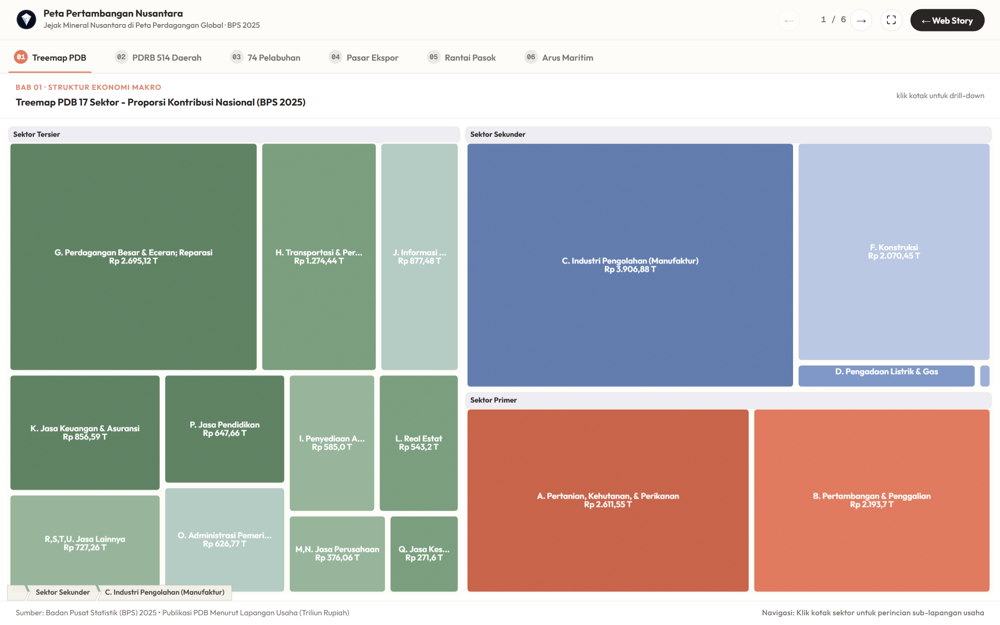 Peta Pertambangan Nusantara
Jejak Mineral Nusantara di Peta Perdagangan Global · BPS 2025
←
1 / 6
→
← Web Story
01 Treemap PDB
02 PDRB 514 Daerah
03 74 Pelabuhan
04 Pasar Ekspor
05 Rantai Pasok
06 Arus Maritim
BAB 01 · STRUKTUR EKONOMI MAKRO
Treemap PDB 17 Sektor - Proporsi Kontribusi Nasional (BPS 2025)
klik kotak untuk drill-down
Sektor Tersier
G. Perdagangan Besar & Eceran; Reparasi
Rp 2.695,12 T
H. Transportasi & Per...
Rp 1.274,44 T
J. Informasi ...
Rp 877,48 T
K. Jasa Keuangan & Asuransi
Rp 856,59 T
P. Jasa Pendidikan
Rp 647,66 T
I. Penyediaan A...
Rp 585,0 T
L. Real Estat
Rp 543,2 T
R,S,T,U. Jasa Lainnya
Rp 727,26 T
O. Administrasi Pemeri...
Rp 626,77 T
M,N. Jasa Perusahaan
Rp 376,06 T
Q. Jasa Kes...
Rp 271,6 T
Sektor Sekunder
C. Industri Pengolahan (Manufaktur)
Rp 3.906,88 T
F. Konstruksi
Rp 2.070,45 T
D. Pengadaan Listrik & Gas
Sektor Primer
A. Pertanian, Kehutanan, & Perikanan
Rp 2.611,55 T
B. Pertambangan & Penggalian
Rp 2.193,7 T
Sektor Sekunder
C. Industri Pengolahan (Manufaktur)
Sumber: Badan Pusat Statistik (BPS) 2025 • Publikasi PDB Menurut Lapangan Usaha (Triliun Rupiah)
Navigasi: Klik kotak sektor untuk perincian sub-lapangan usaha